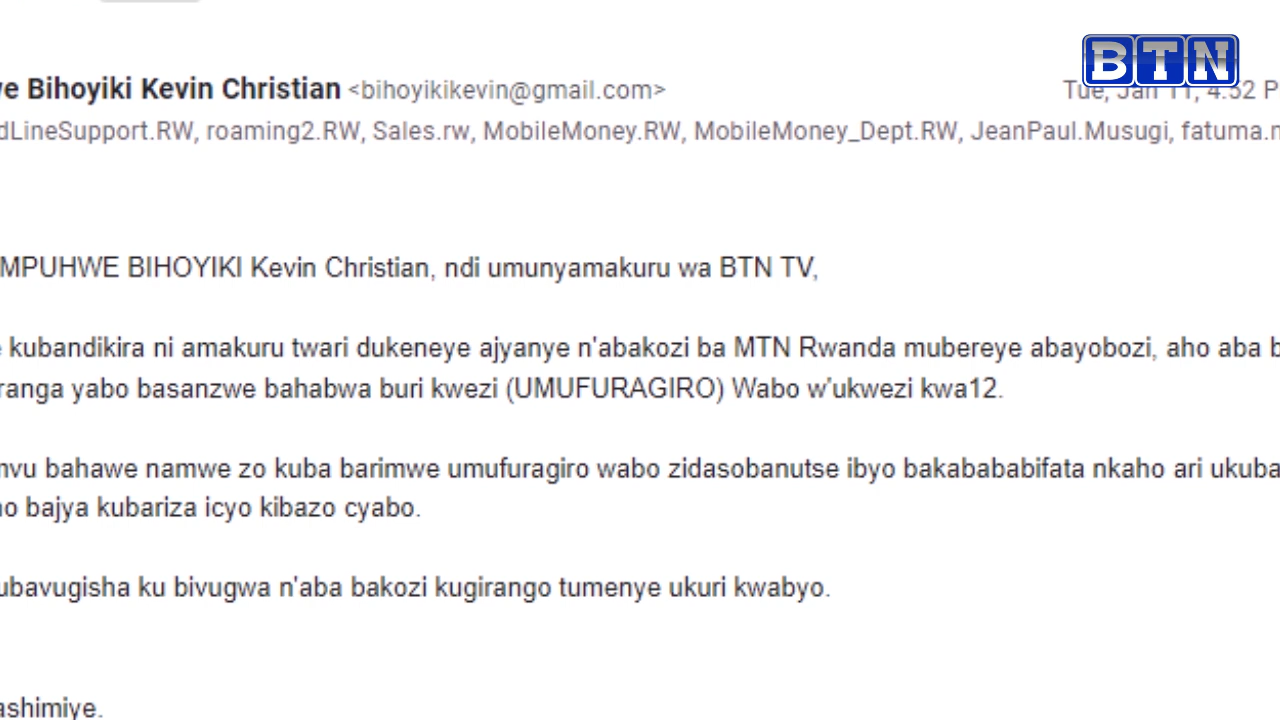 BTN
we Bihoyiki Kevin Christian <bihoyikikevin@gmail.com> Tue, Jan 11, 4:52 P
dLineSupport.RW, roaming2.RW, Sales.rw, MobileMoney.RW, MobileMoney_Dept.RW, JeanPaul.Musugi, fatuma.n
MPUHWE BIHOYIKI Kevin Christian, ndi umunyamakuru wa BTN TV,
e kubandikira ni amakuru twari dukeneye ajyanye n'abakozi ba MTN Rwanda mubereye abayobozi, aho aba b
ranga yabo basanzwe bahabwa buri kwezi (UMUFURAGIRO) Wabo w'ukwezi kwa12.
mvu bahawe namwe zo kuba barimwe umufuragiro wabo zidasobanutse ibyo bakabababifata nkaho ari ukuba
ho bajya kubariza icyo kibazo cyabo.
ubavugisha ku bivugwa n'aba bakozi kugirango tumenye ukuri kwabyo.
ashimiye.